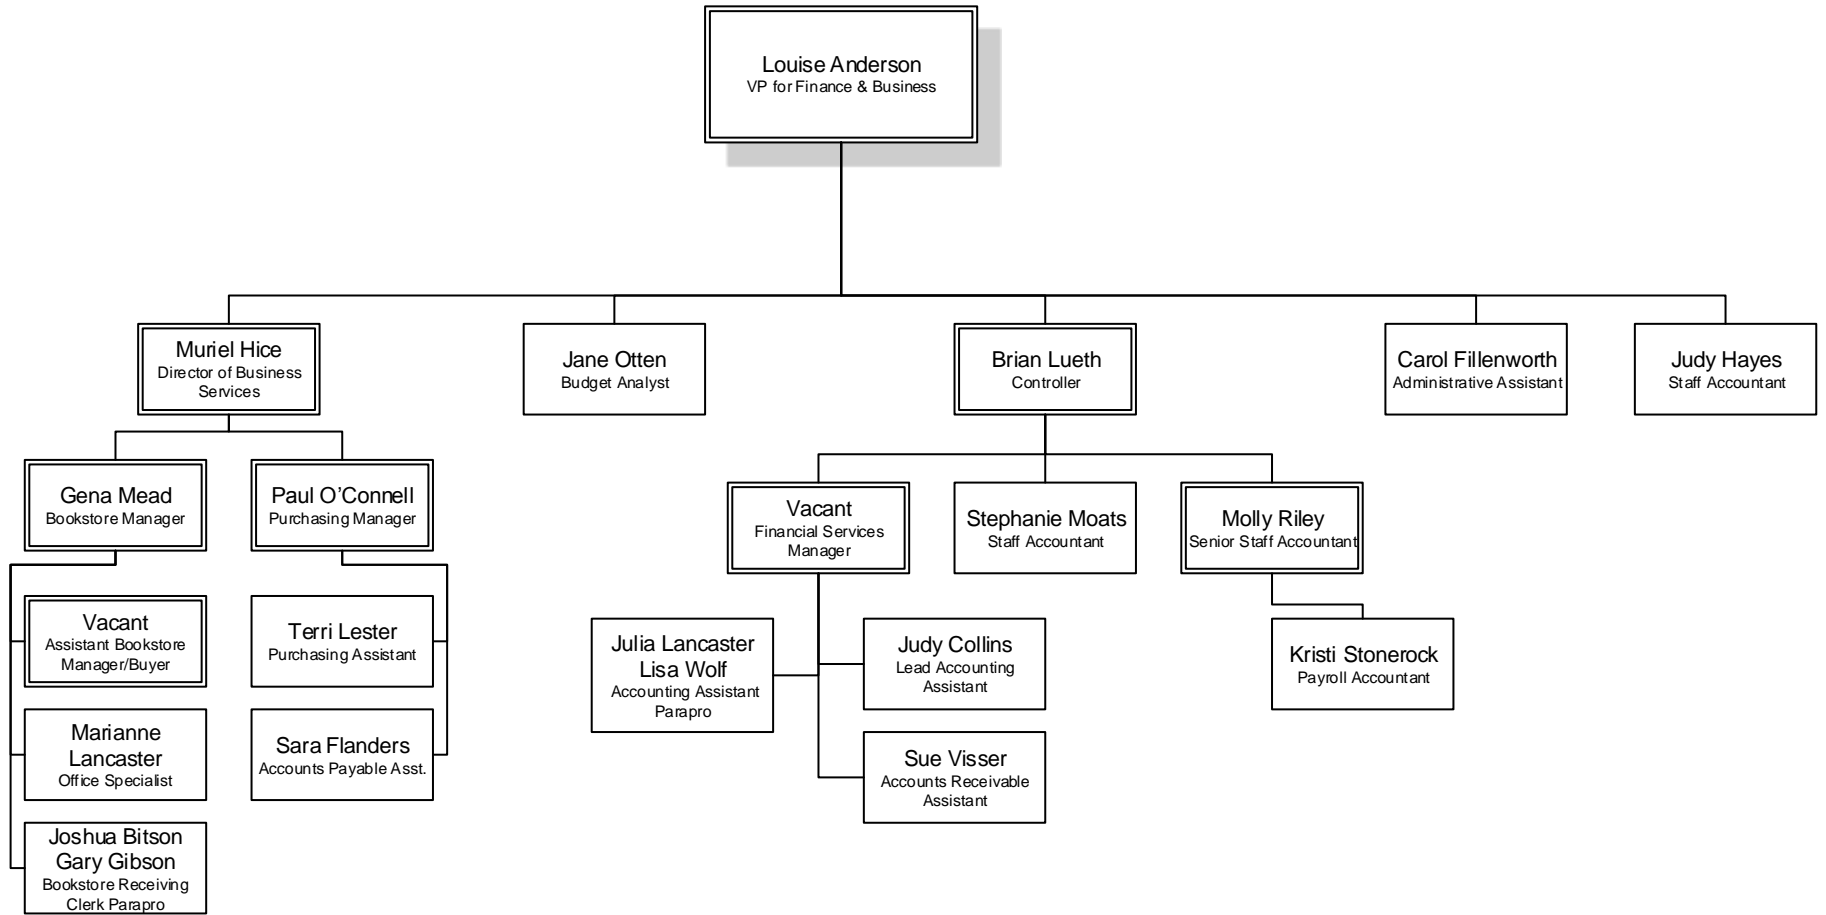 Louise Anderson
VP for Finance & Business
Muriel Hice
Director of Business
Services
Jane Otten
Budget Analyst
Brian Lueth
Controller
Carol Fillenworth
Administrative Assistant
Judy Hayes
Staff Accountant
Gena Mead
Bookstore Manager
Paul O’Connell
Purchasing Manager
Vacant
Financial Services
Manager
Stephanie Moats
Staff Accountant
Molly Riley
Senior Staff Accountant
Vacant
Assistant Bookstore
Manager/Buyer
Terri Lester
Purchasing Assistant
Julia Lancaster
Lisa Wolf
Accounting Assistant
Parapro
Judy Collins
Lead Accounting
Assistant
Kristi Stonerock
Payroll Accountant
Marianne
Lancaster
Office Specialist
Sara Flanders
Accounts Payable Asst.
Sue Visser
Accounts Receivable
Assistant
Joshua Bitson
Gary Gibson
Bookstore Receiving
Clerk Parapro